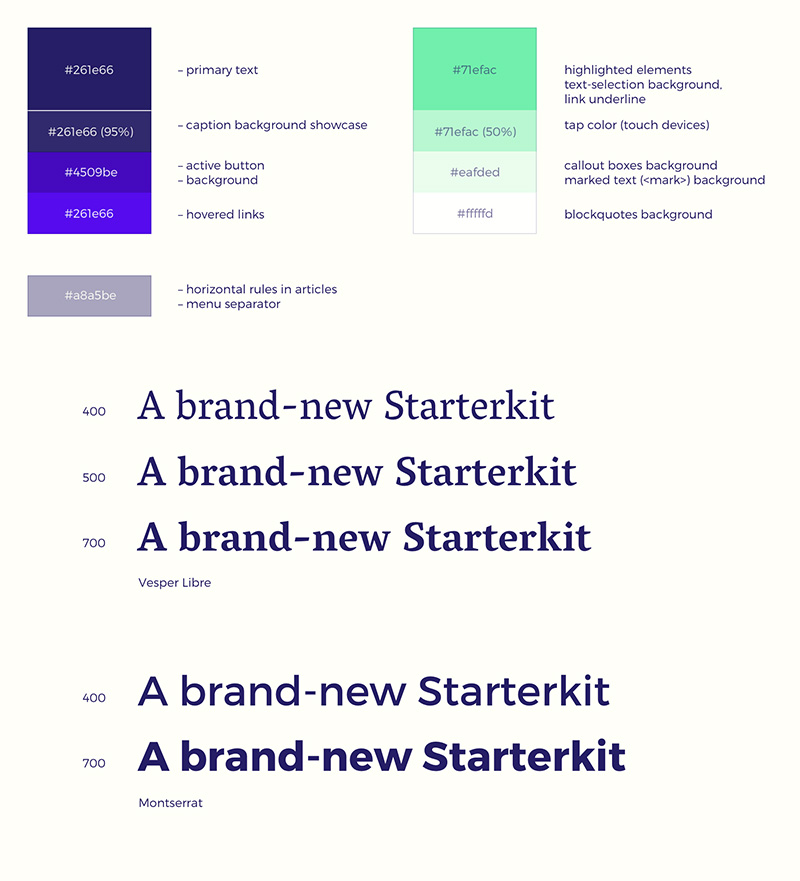 #261e66
– primary text
#261e66 (95%)
– caption background showcase
#4509be
– active button
– background
#261e66
– hovered links
#a8a5be
– horizontal rules in articles
– menu separator
#71efac
highlighted elements
text-selection background,
link underline
#71efac (50%)
tap color (touch devices)
#eafded
callout boxes background
marked text (<mark>) background
#fffffd
blockquotes background
400 A brand-new Starterkit
500 A brand-new Starterkit
700 A brand-new Starterkit
Vesper Libre
400 A brand-new Starterkit
700 A brand-new Starterkit
Montserrat